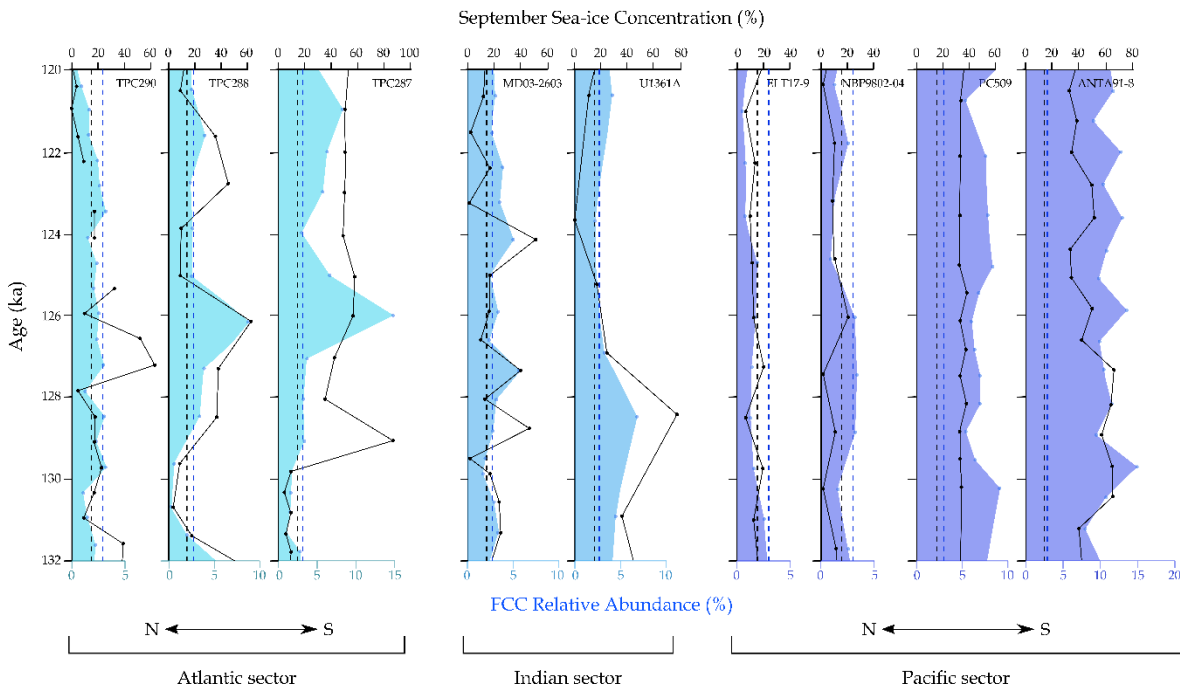 September Sea-ice Concentration (%)
0 20 40 60
0 20 40 60 80
0 20 40 60 80 100
0 20 40 60 80
0 20 40 60 80
0 20 40
0 20 40
0 20 40 60 80
0 20 40 60 80
TPC290
TPC288
TPC287
MD03-2603
U1361A
ELT17-9
NBP9802-04
PC509
ANTA91-8
120
122
124
126
128
130
132
Age (ka)
0 5
0 5 10
0 5 10 15
0 5 10
0 5 10
0 5
0 5
0 5 10
0 5 10 15 20
FCC Relative Abundance (%)
N S
N S
Atlantic sector
Indian sector
Pacific sector